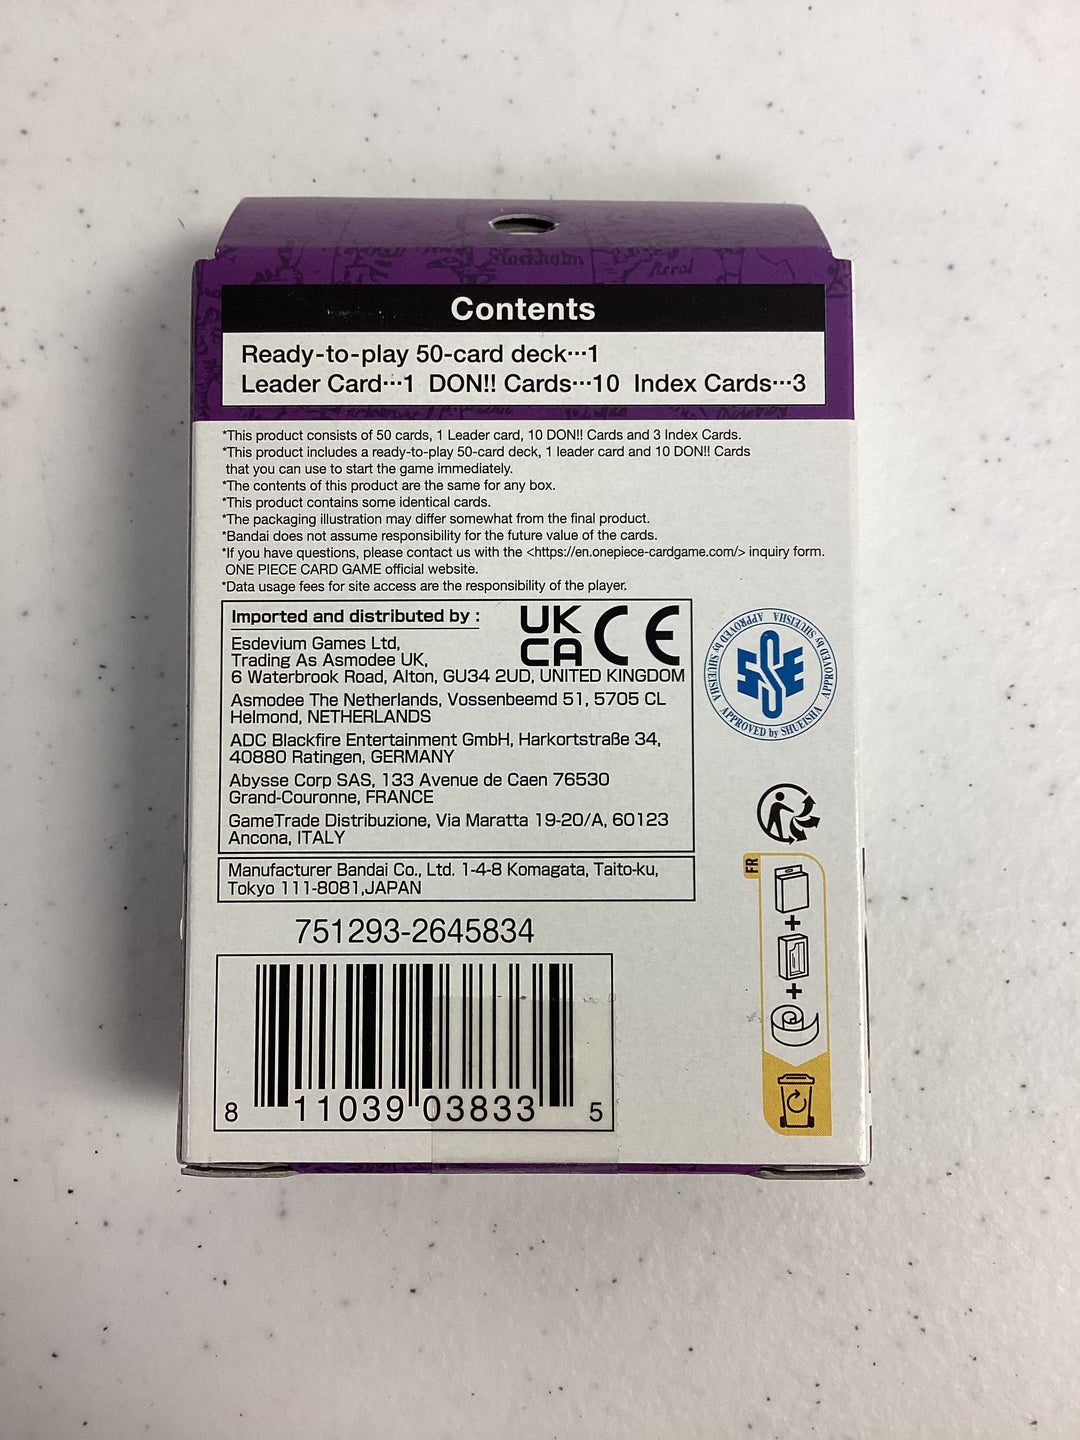 Stockholm
Contents
Ready-to-play 50-card deck···1
Leader Card···1 DON!! Cards···10 Index Cards···3
*This product consists of 50 cards, 1 Leader card, 10 DON!! Cards and 3 Index Cards.
*This product includes a ready-to-play 50-card deck, 1 leader card and 10 DON!! Cards
that you can use to start the game immediately.
*The contents of this product are the same for any box.
*This product contains some identical cards.
*The packaging illustration may differ somewhat from the final product.
*Bandai does not assume responsibility for the future value of the cards.
*If you have questions, please contact us with the <https://en.onepiece-cardgame.com/> inquiry form.
ONE PIECE CARD GAME official website.
*Data usage fees for site access are the responsibility of the player.
Imported and distributed by :
UK
CA CE
Esdevium Games Ltd,
Trading As Asmodee UK,
6 Waterbrook Road, Alton, GU34 2UD, UNITED KINGDOM
Asmodee The Netherlands, Vossenbeemd 51, 5705 CL
Helmond, NETHERLANDS
ADC Blackfire Entertainment GmbH, Harkortstraße 34,
40880 Ratingen, GERMANY
Abysse Corp SAS, 133 Avenue de Caen 76530
Grand-Couronne, FRANCE
GameTrade Distribuzione, Via Maratta 19-20/A, 60123
Ancona, ITALY
APPROVED by SHUEISHA APPROVED by SHUEISHA APPROVED by SHUEISHA
SSE
Manufacturer Bandai Co., Ltd. 1-4-8 Komagata, Taito-ku,
Tokyo 111-8081,JAPAN
FR
+
+
751293-2645834
8 11039 03833 5